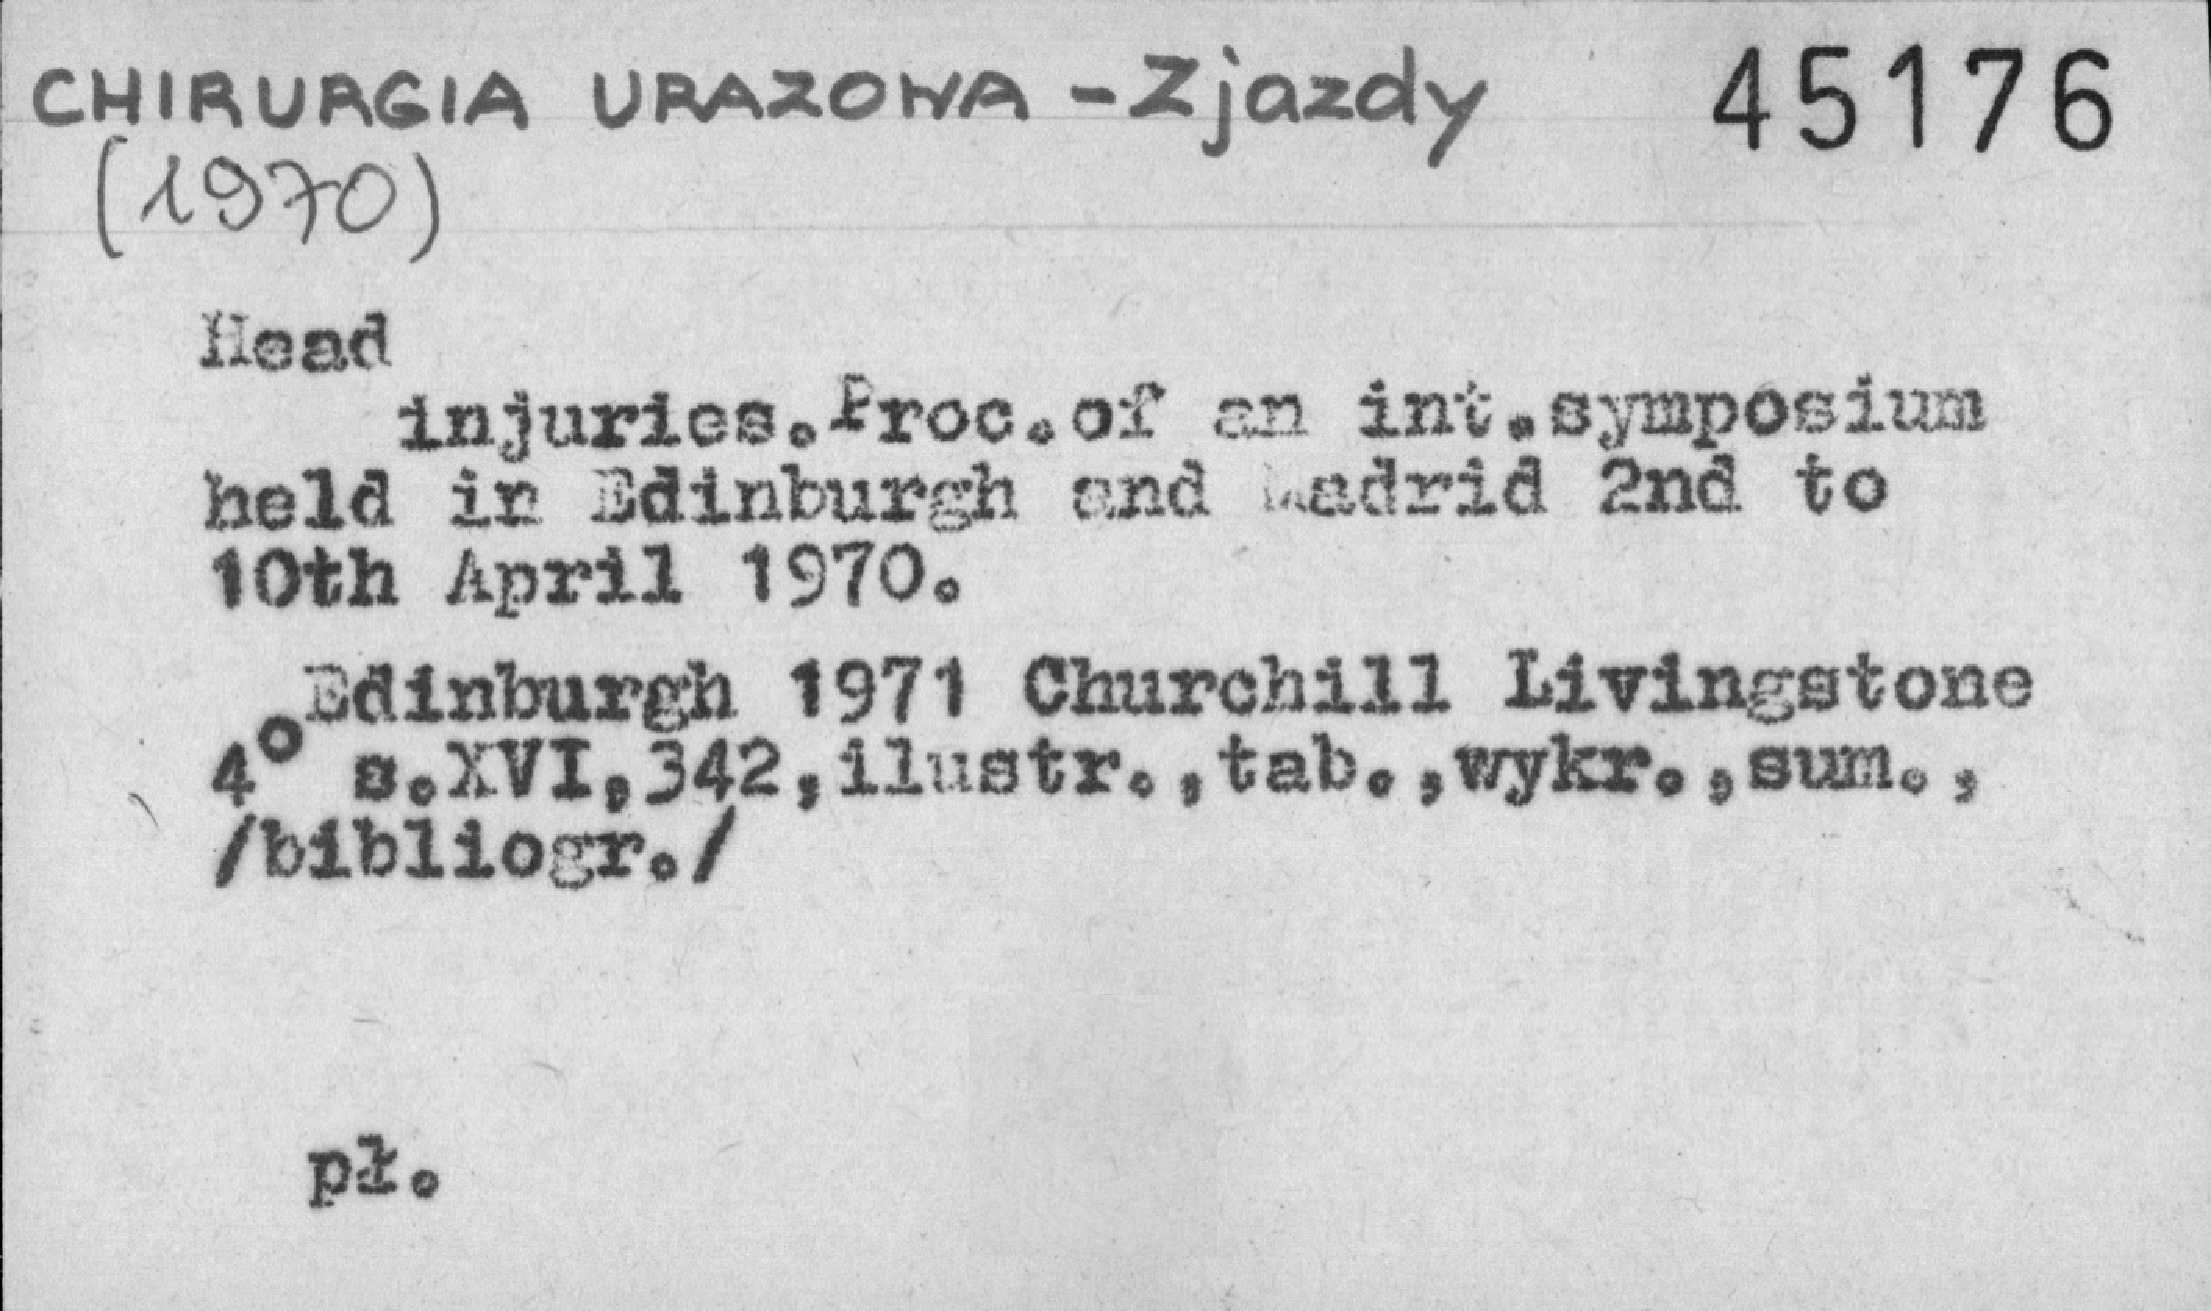 CHIRURGIA URAZOWA - Zjazdy 45176
(1970)
Head
injuries.Proc.of an int.symposium
held in Edinburgh and Madrid 2nd to
10th April 1970.
Edinburgh 1971 Churchill Livingstone
4° s.XVI,342,ilustr.,tab.,wykr.,sum.,
/bibliogr./
pł.